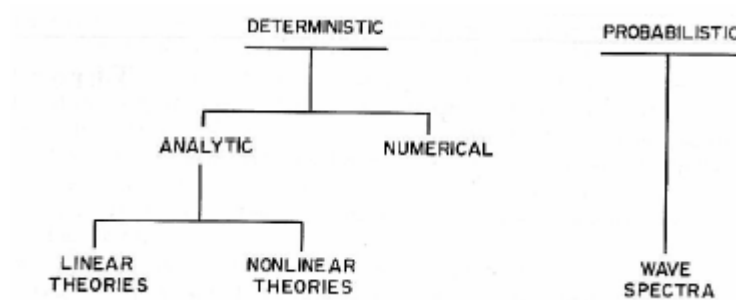 DETERMINISTIC
PROBABILISTIC
ANALYTIC
NUMERICAL
LINEAR
THEORIES
NONLINEAR
THEORIES
WAVE
SPECTRA